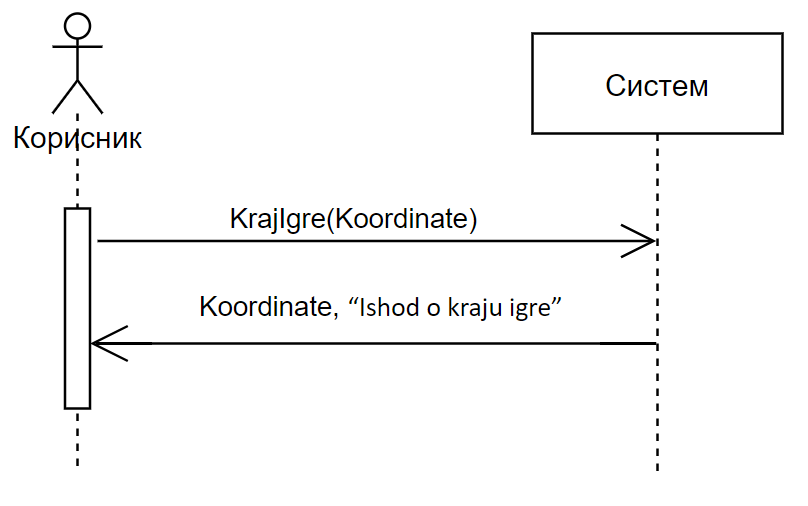 Корисник
Систем
KrajIgre(Koordinate)
Koordinate, “Ishod o kraju igre”